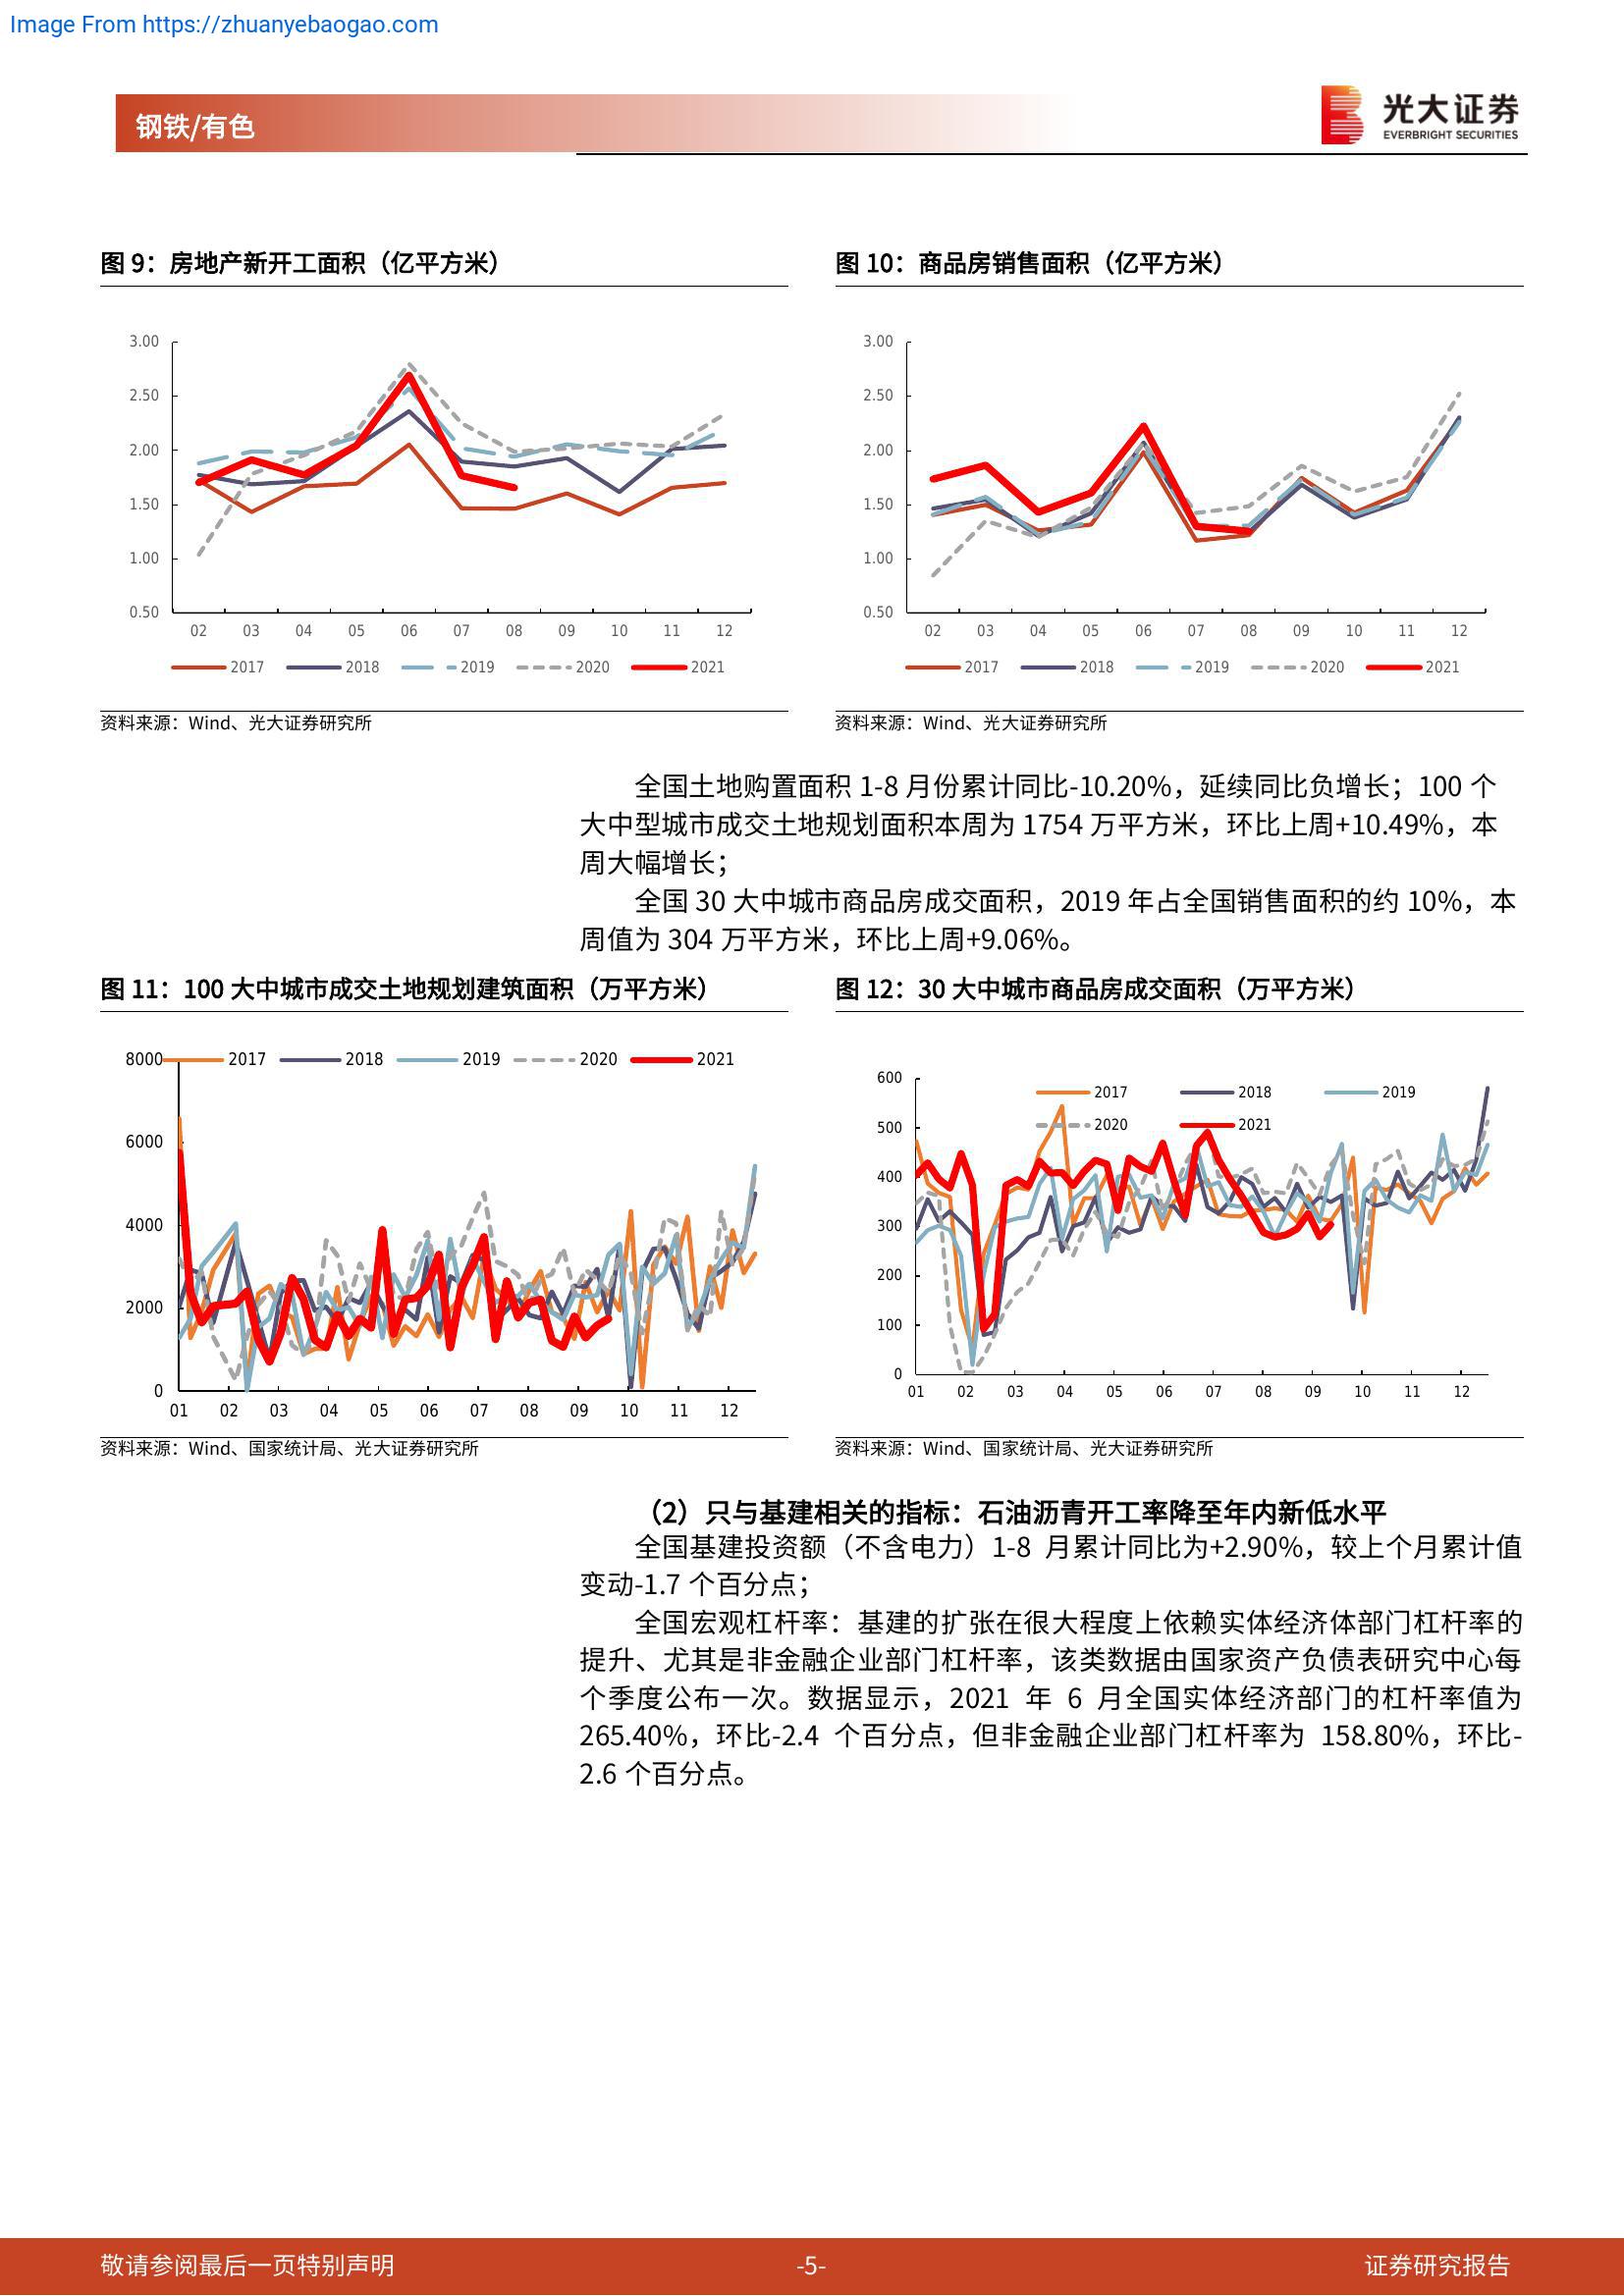 Image From https://zhuanyebaogao.com
钢铁/有色
光大证券
EVERBRIGHT SECURITIES
图 9：房地产新开工面积（亿平方米）
3.00
2.50
2.00
1.50
1.00
0.50
02 03 04 05 06 07 08 09 10 11 12
2017 2018 2019 2020 2021
资料来源：Wind、光大证券研究所
图 10：商品房销售面积（亿平方米）
3.00
2.50
2.00
1.50
1.00
0.50
02 03 04 05 06 07 08 09 10 11 12
2017 2018 2019 2020 2021
资料来源：Wind、光大证券研究所
全国土地购置面积 1-8 月份累计同比-10.20%，延续同比负增长；100 个
大中型城市成交土地规划面积本周为 1754 万平方米，环比上周+10.49%，本
周大幅增长；
全国 30 大中城市商品房成交面积，2019 年占全国销售面积的约 10%，本
周值为 304 万平方米，环比上周+9.06%。
图 11：100 大中城市成交土地规划建筑面积（万平方米）
2017 2018 2019 2020 2021
8000
6000
4000
2000
0
01 02 03 04 05 06 07 08 09 10 11 12
资料来源：Wind、国家统计局、光大证券研究所
图 12：30 大中城市商品房成交面积（万平方米）
2017 2018 2019
2020 2021
600
500
400
300
200
100
0
01 02 03 04 05 06 07 08 09 10 11 12
资料来源：Wind、国家统计局、光大证券研究所
（2）只与基建相关的指标：石油沥青开工率降至年内新低水平
全国基建投资额（不含电力）1-8 月累计同比为+2.90%，较上个月累计值
变动-1.7 个百分点；
全国宏观杠杆率：基建的扩张在很大程度上依赖实体经济体部门杠杆率的
提升、尤其是非金融企业部门杠杆率，该类数据由国家资产负债表研究中心每
个季度公布一次。数据显示，2021 年 6 月全国实体经济部门的杠杆率值为
265.40%，环比-2.4 个百分点，但非金融企业部门杠杆率为 158.80%，环比-
2.6 个百分点。
敬请参阅最后一页特别声明
-5-
证券研究报告